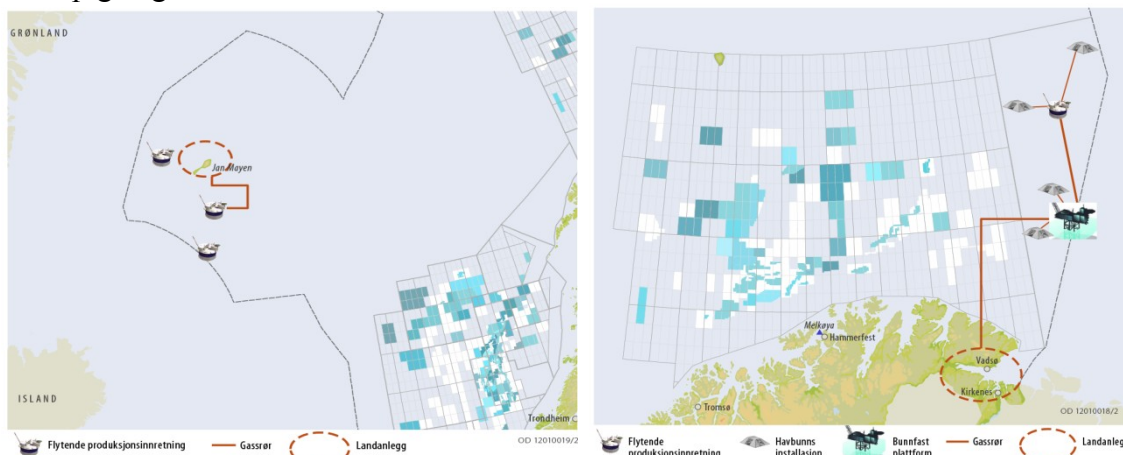 GRØNLAND
Jan Mayen
ISLAND
Trondheim
OD 12010019/2
Flytende produksjonsinnretning
Gassrør
Landanlegg
Melkøya
Hammerfest
Vadsø
Kirkenes
Tromsø
OD 12010018/2
Flytende
produksjonsinnretning
Havbunns
installasjon
Bunnfast
plattform
Gassrør
Landanlegg